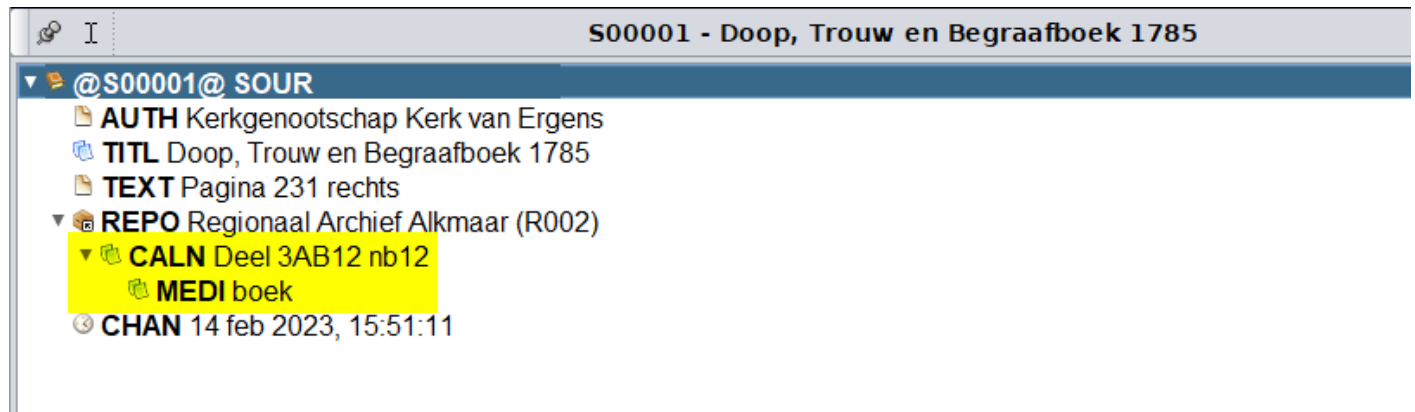 S00001 - Doop, Trouw en Begraafboek 1785
@S00001@ SOUR
AUTH Kerkgenootschap Kerk van Ergens
TITL Doop, Trouw en Begraafboek 1785
TEXT Pagina 231 rechts
REPO Regionaal Archief Alkmaar (R002)
CALN Deel 3AB12 nb12
MEDI boek
CHAN 14 feb 2023, 15:51:11